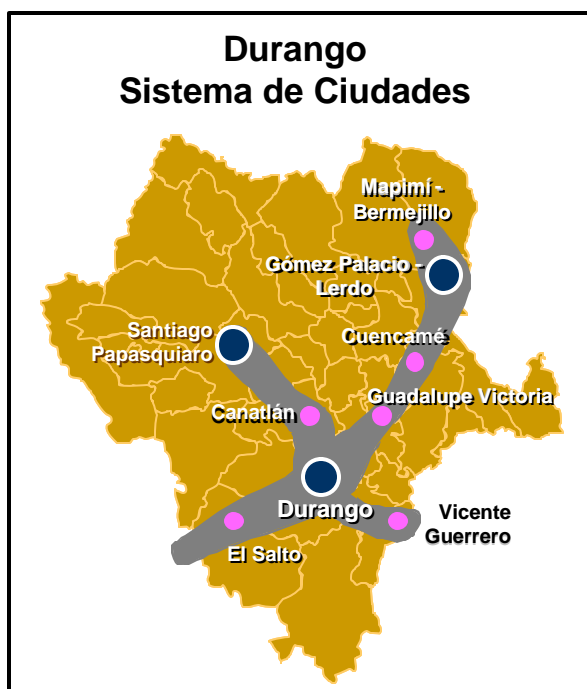 Durango
Sistema de Ciudades
Mapimí -
Bermejillo
Gómez Palacio -
Lerdo
Santiago
Papasquiaro
Cuencamé
Canatlán
Guadalupe Victoria
Durango
Vicente
Guerrero
El Salto